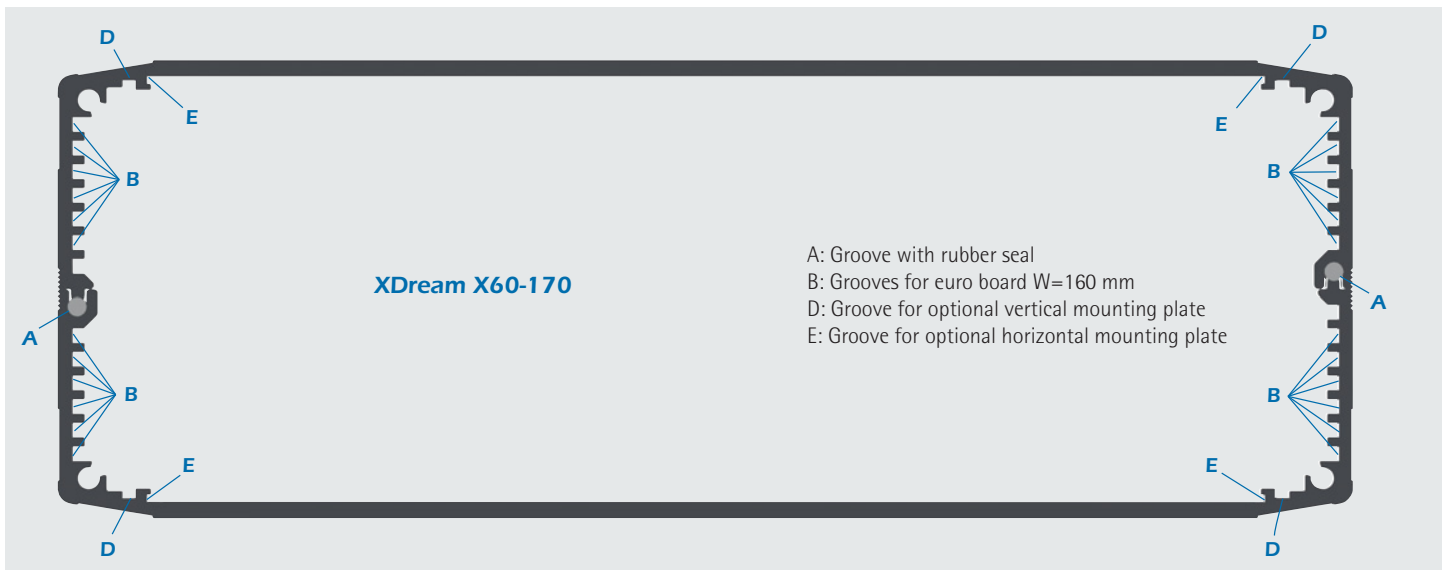 D
D
E
E
B
B
XDream X60-170
A: Groove with rubber seal
B: Grooves for euro board W=160 mm
D: Groove for optional vertical mounting plate
E: Groove for optional horizontal mounting plate
A
A
B
B
E
E
D
D